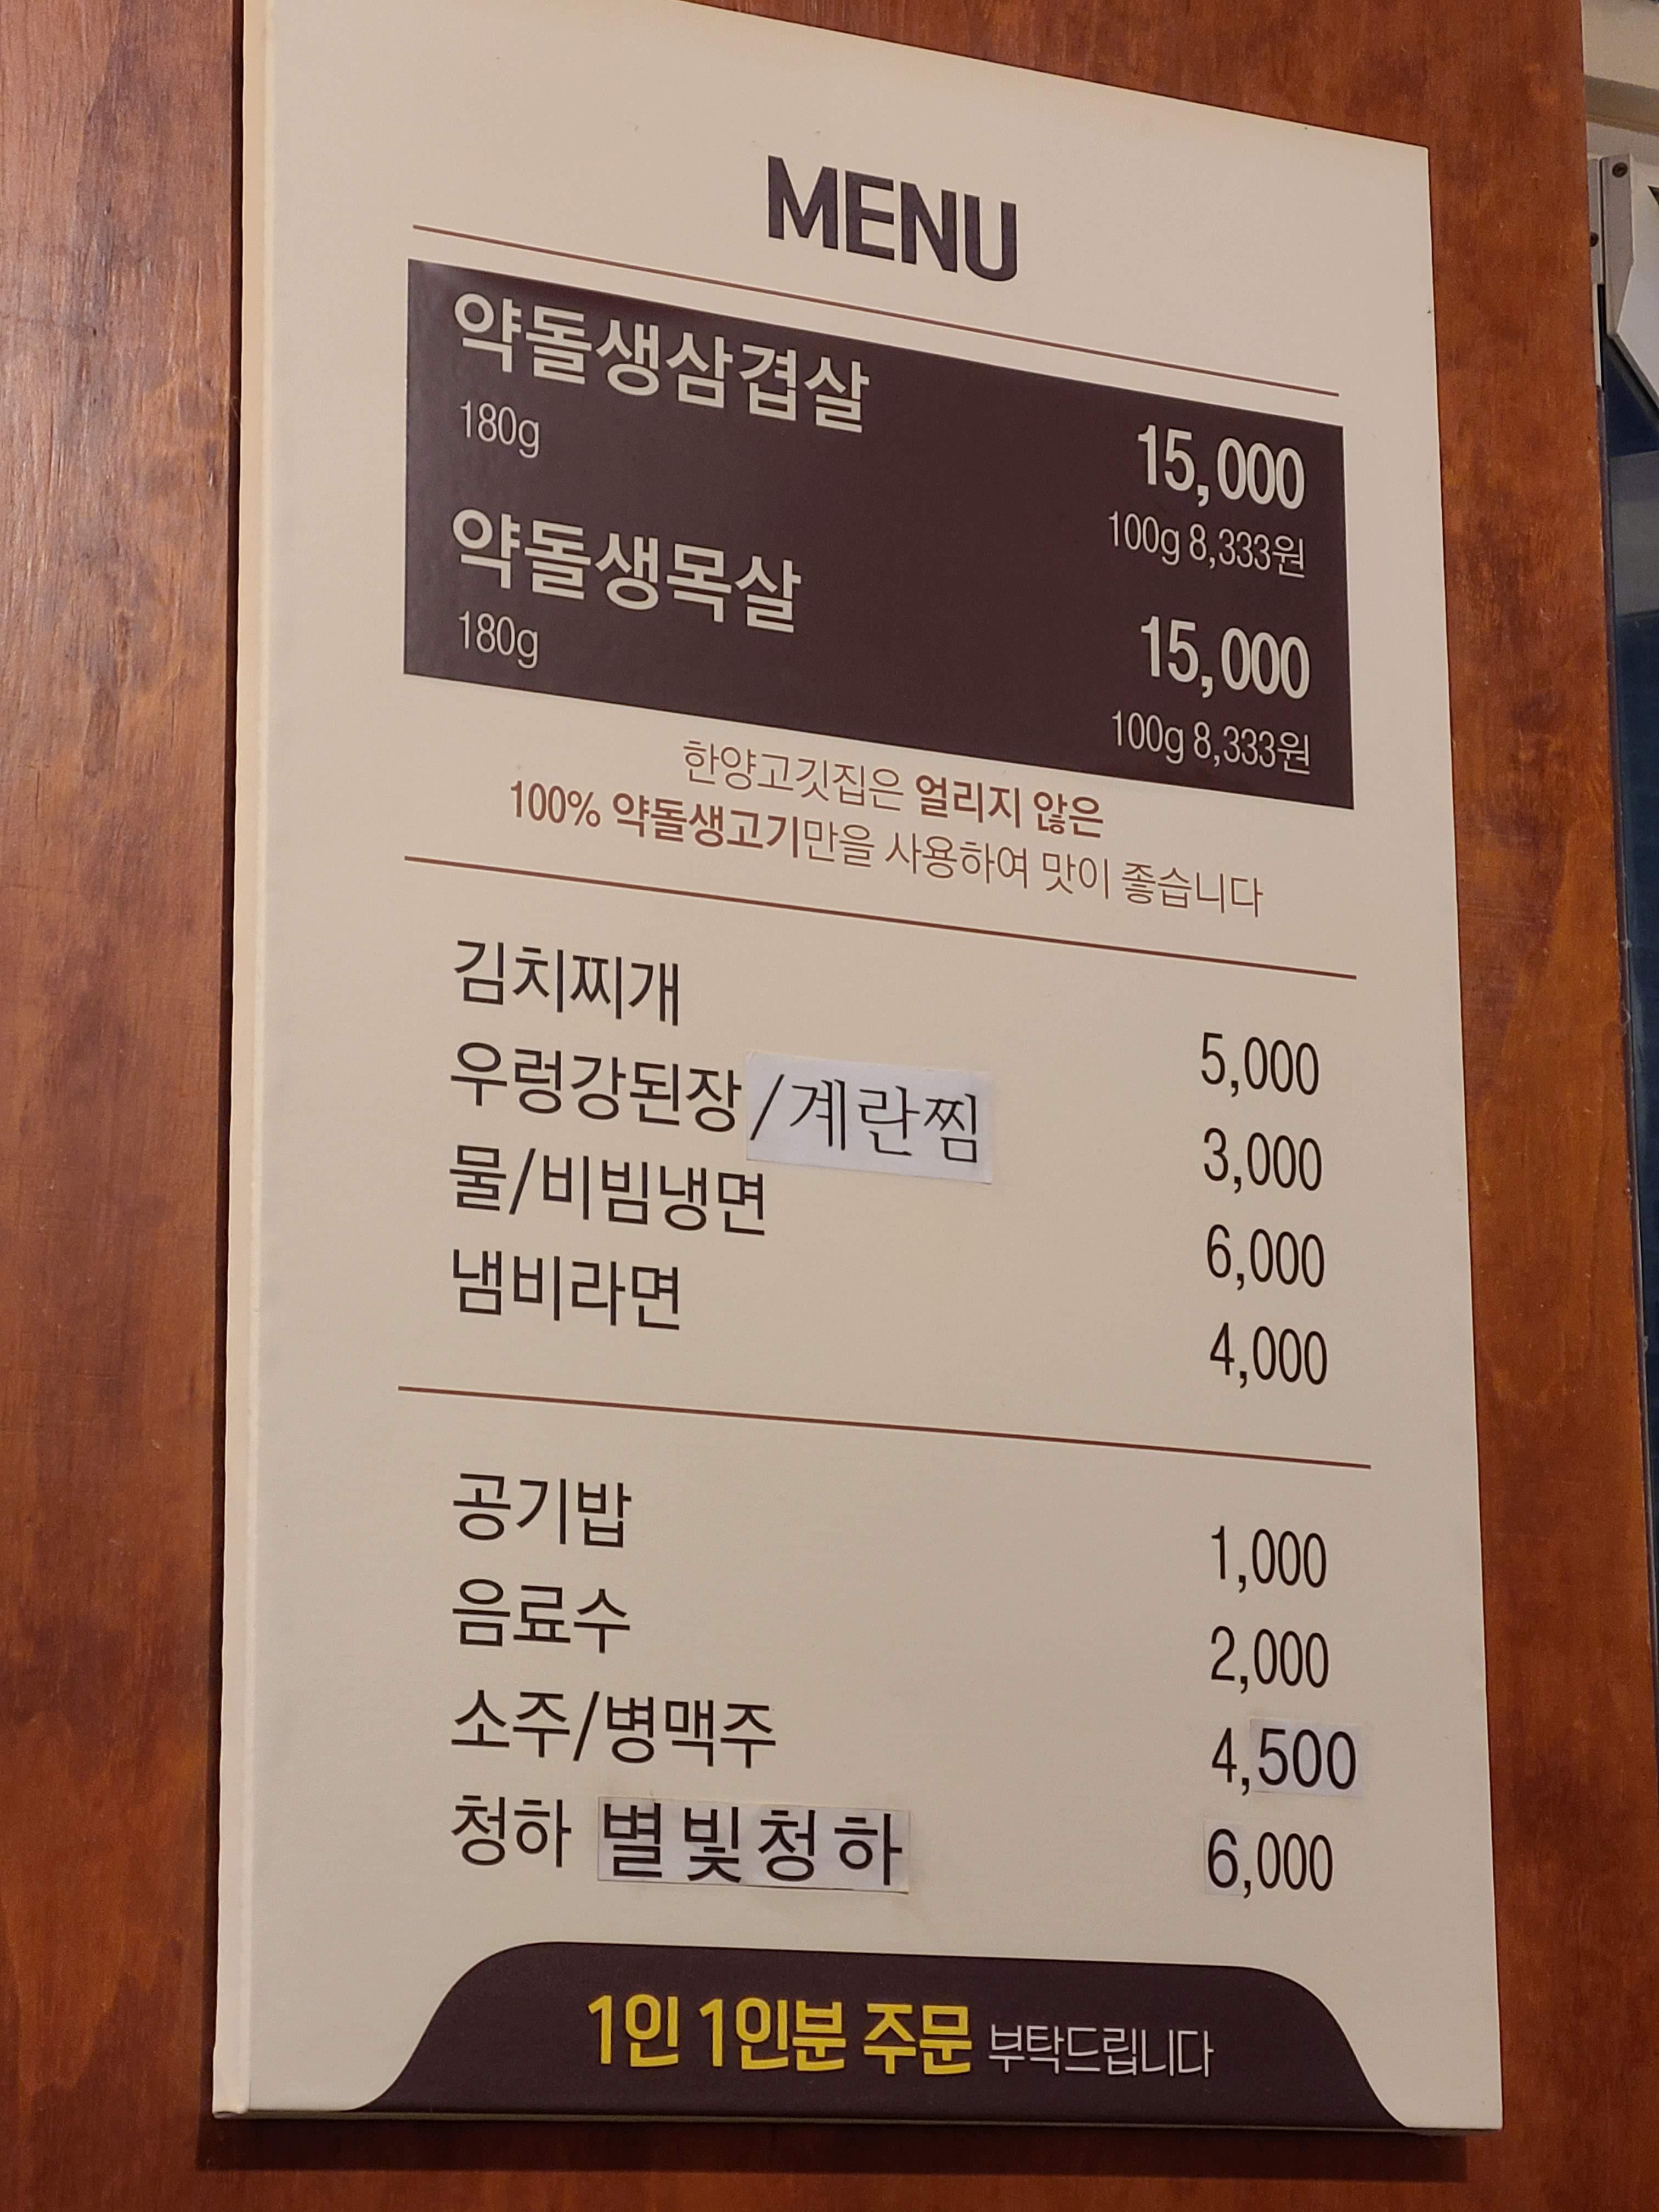 MENU
약돌생삼겹살
180g
15,000
100g 8,333원
약돌생목살
180g
15,000
100g 8,333원
한양고깃집은 얼리지 않은
100% 약돌생고기만을 사용하여 맛이 좋습니다
김치찌개 5,000
우렁강된장/계란찜 3,000
물/비빔냉면 6,000
냄비라면 4,000
공기밥 1,000
음료수 2,000
소주/병맥주 4,500
청하 별빛청하 6,000
1인 1인분 주문 부탁드립니다